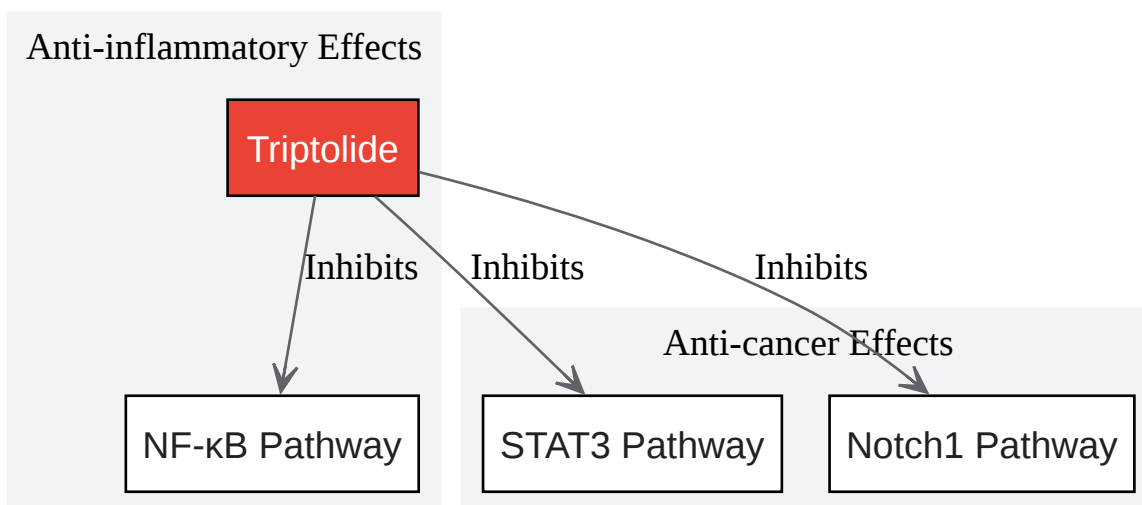 Anti-inflammatory Effects
Triptolide
Inhibits
Inhibits
Inhibits
Anti-cancer Effects
NF-κB Pathway
STAT3 Pathway
Notch1 Pathway